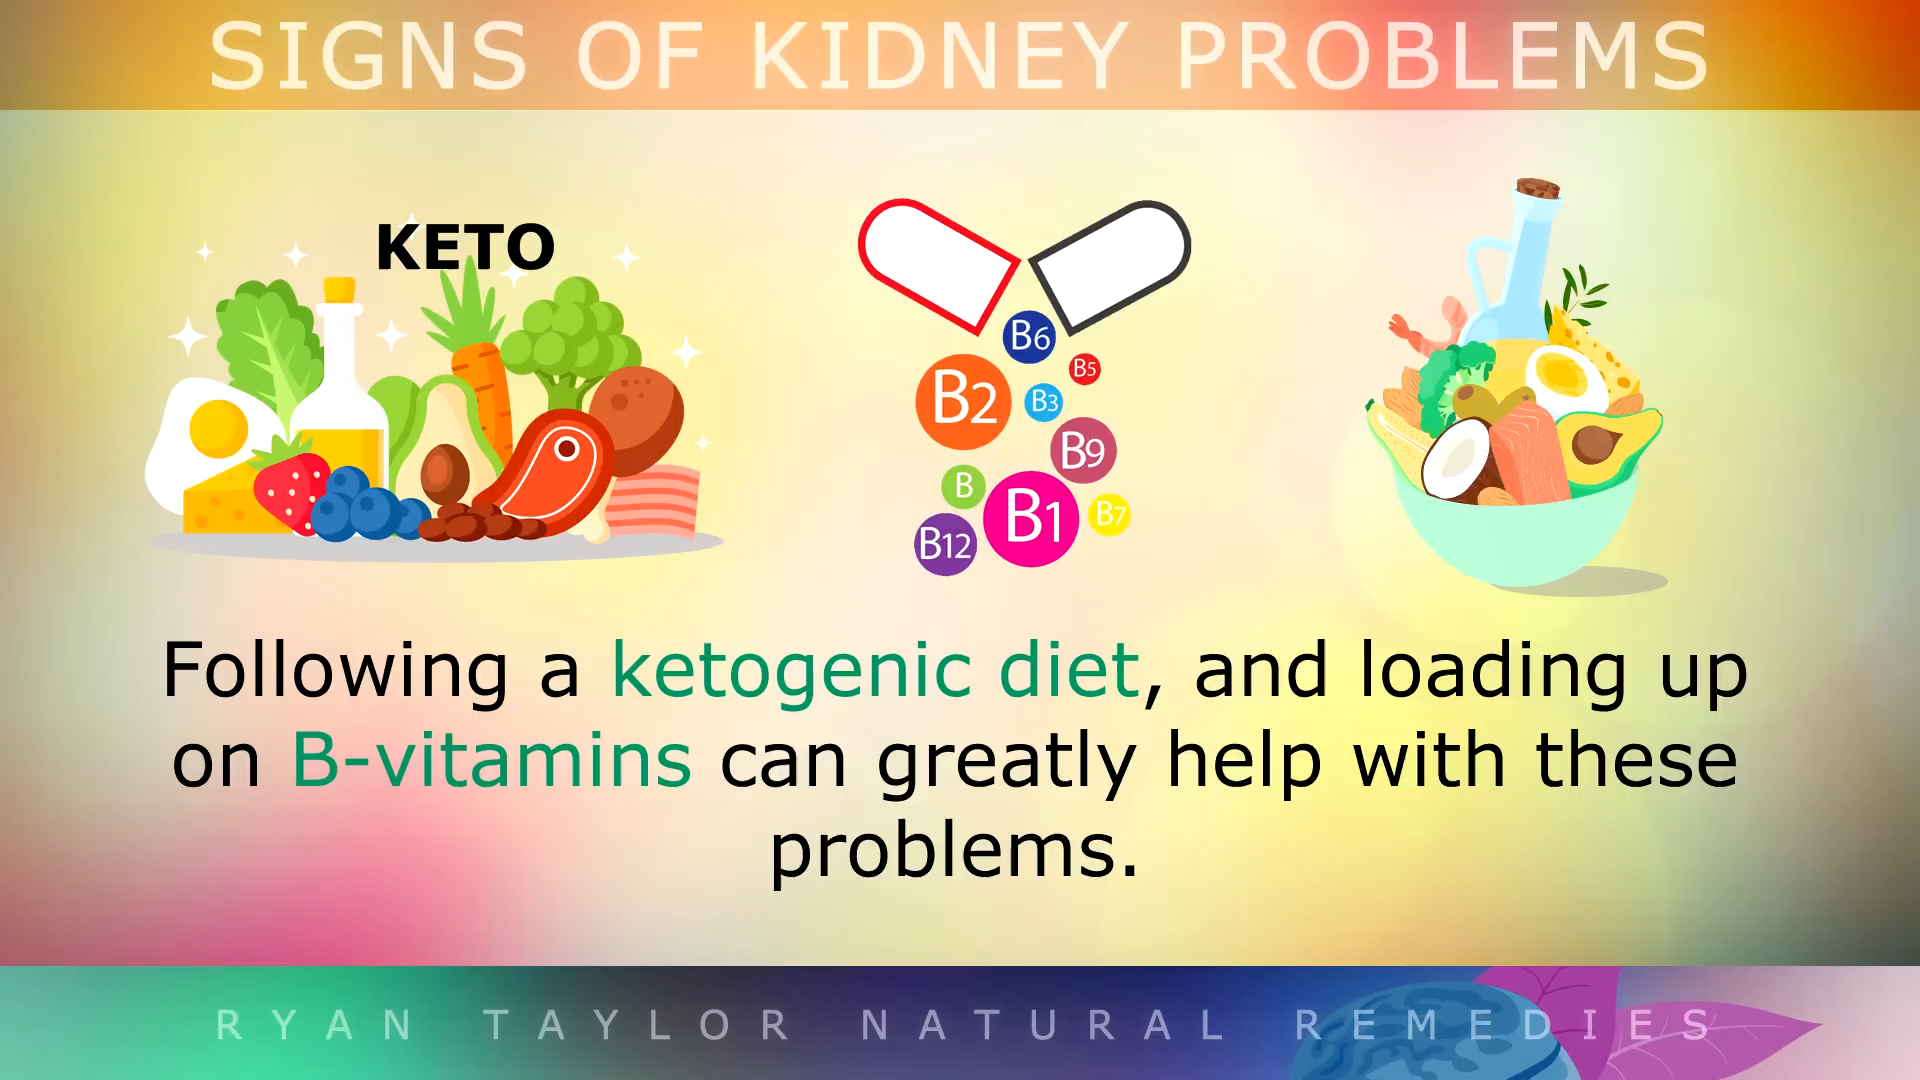 SIGNS OF KIDNEY PROBLEMS
KETO
B6
B5
B2
B3
B9
B
B1
B7
B12
Following a ketogenic diet, and loading up
on B-vitamins can greatly help with these
problems.
RYAN TAYLOR NATURAL REMEDIES